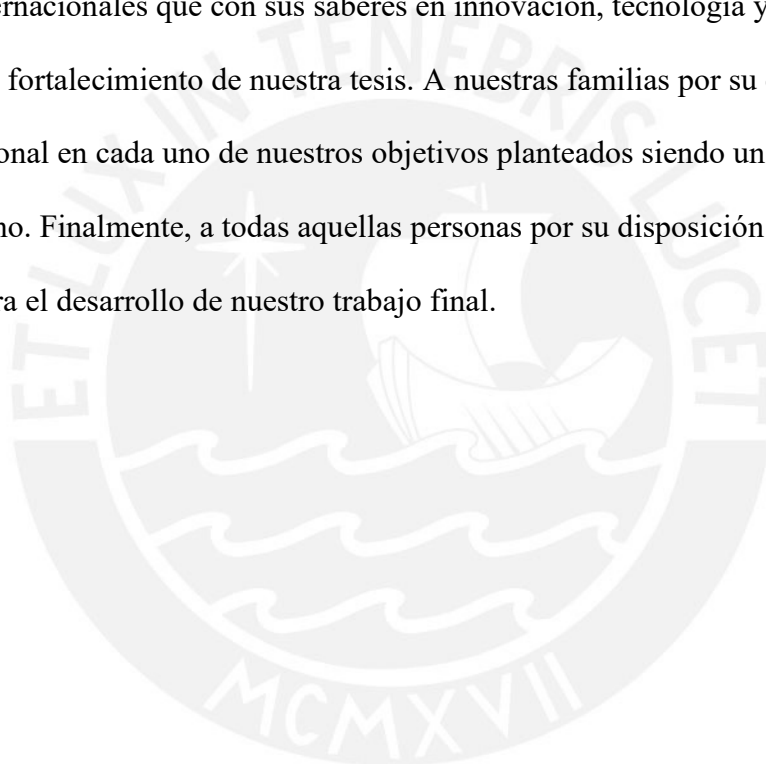 ernacionales que con sus saberes en innovación, tecnología y
fortalecimiento de nuestra tesis. A nuestras familias por su
onal en cada uno de nuestros objetivos planteados siendo un
no. Finalmente, a todas aquellas personas por su disposición
ra el desarrollo de nuestro trabajo final.
ET LUX IN TENEBRIS LUCET
MCMXVII